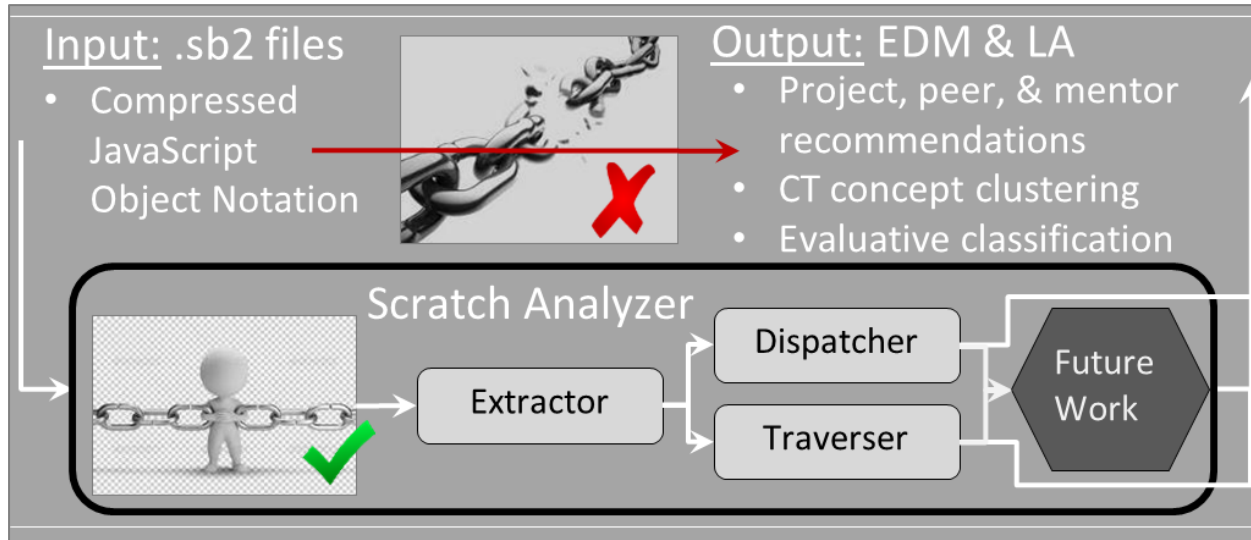 Input: .sb2 files
• Compressed
JavaScript
Object Notation
Output: EDM & LA
• Project, peer, & mentor
recommendations
• CT concept clustering
• Evaluative classification
Scratch Analyzer
Extractor
Dispatcher
Traverser
Future
Work